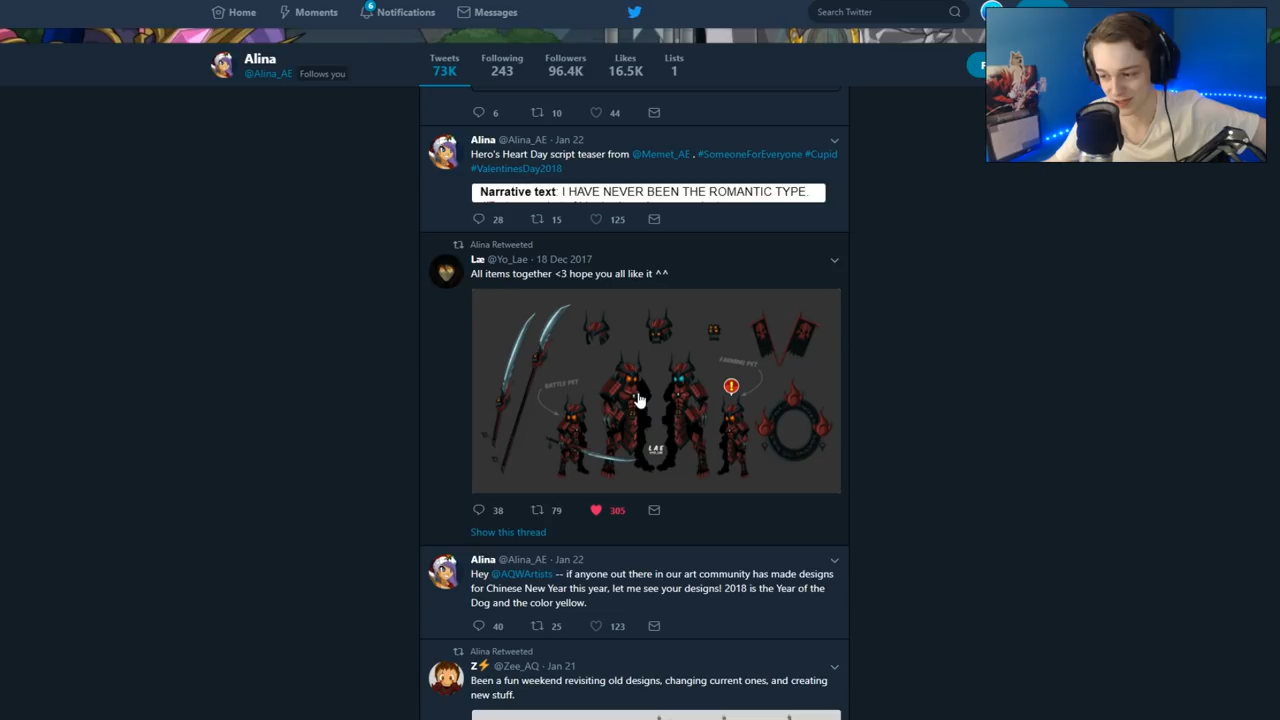 Home Moments Notifications Messages Search Twitter
6
Alina
@Alina_AE Follows you
Tweets Following Followers Likes Lists
73K 243 96.4K 16.5K 1
6 10 44
Alina @Alina_AE · Jan 22
Hero's Heart Day script teaser from @Memet_AE . #SomeoneForEveryone #Cupid
#ValentinesDay2018
Narrative text: I HAVE NEVER BEEN THE ROMANTIC TYPE.
28 15 125
Alina Retweeted
Læ @Yo_Lae · 18 Dec 2017
All items together <3 hope you all like it ^^
FARMING PET
BATTLE PET
LAE
38 79 305
Show this thread
Alina @Alina_AE · Jan 22
Hey @AQWArtists -- if anyone out there in our art community has made designs
for Chinese New Year this year, let me see your designs! 2018 is the Year of the
Dog and the color yellow.
40 25 123
Alina Retweeted
Z⚡ @Zee_AQ · Jan 21
Been a fun weekend revisiting old designs, changing current ones, and creating
new stuff.